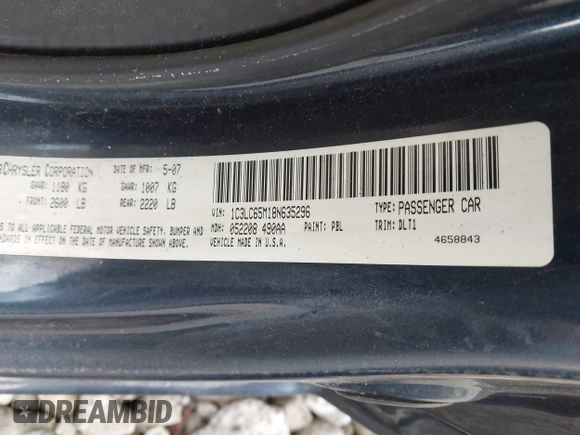 RCHRYSLER CORPORATION DATE OF MFR: 5-07
GAWR: 1180 KG GAWR: 1007 KG
FRONT: 2600 LB REAR: 2220 LB
S TO ALL APPLICABLE FEDERAL MOTOR VEHICLE SAFETY, BUMPER AND
NDARDS IN EFFECT ON THE DATE OF MANUFACTURE SHOWN ABOVE.
VIN: 1C3LC65M18N635296 TYPE: PASSENGER CAR
MDH: 052208 490AA PAINT: PBL TRIM: DLT1
VEHICLE MADE IN U.S.A. 4658843
DREAMBID